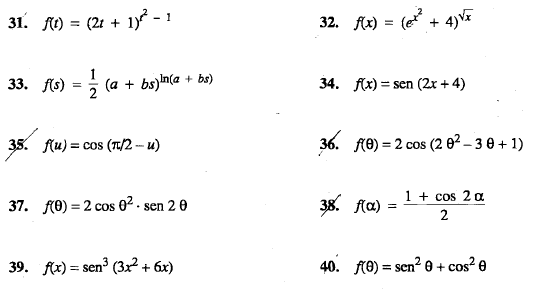 31. f(t) = (2t + 1)^{t² - 1}
32. f(x) = (e^{x²} + 4)^{√x}
33. f(s) = 1/2 (a + bs)^{ln(a + bs)}
34. f(x) = sen (2x + 4)
35. f(u) = cos (π/2 – u)
36. f(θ) = 2 cos (2 θ² – 3 θ + 1)
37. f(θ) = 2 cos θ² · sen 2 θ
38. f(α) = (1 + cos 2 α)/2
39. f(x) = sen³ (3x² + 6x)
40. f(θ) = sen² θ + cos² θ